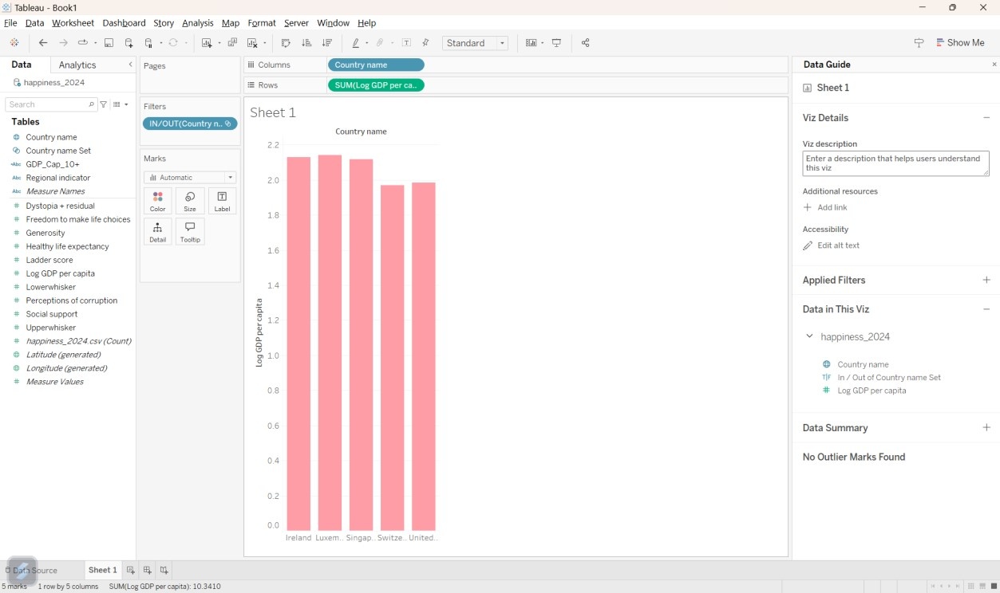 Tableau - Book1
File Data Worksheet Dashboard Story Analysis Map Format Server Window Help
Standard
Show Me
Data Analytics
happiness_2024
Search
Tables
Country name
Country name Set
GDP_Cap_10+
Regional indicator
Measure Names
Dystopia + residual
Freedom to make life choices
Generosity
Healthy life expectancy
Ladder score
Log GDP per capita
Lowerwhisker
Perceptions of corruption
Social support
Upperwhisker
happiness_2024.csv (Count)
Latitude (generated)
Longitude (generated)
Measure Values
Pages
Filters
IN/OUT(Country n..
Marks
Automatic
Color Size Label
Detail Tooltip
Columns Country name
Rows SUM(Log GDP per ca..
Sheet 1
Country name
2.2
2.0
1.8
1.6
1.4
1.2
1.0
0.8
0.6
0.4
0.2
0.0
Log GDP per capita
Ireland Luxem.. Singap.. Switze.. United..
Data Guide
Sheet 1
Viz Details
Viz description
Enter a description that helps users understand
this viz
Additional resources
Add link
Accessibility
Edit alt text
Applied Filters
Data in This Viz
happiness_2024
Country name
T|F In / Out of Country name Set
Log GDP per capita
Data Summary
No Outlier Marks Found
Data Source Sheet 1
5 marks 1 row by 5 columns SUM(Log GDP per capita): 10.3410